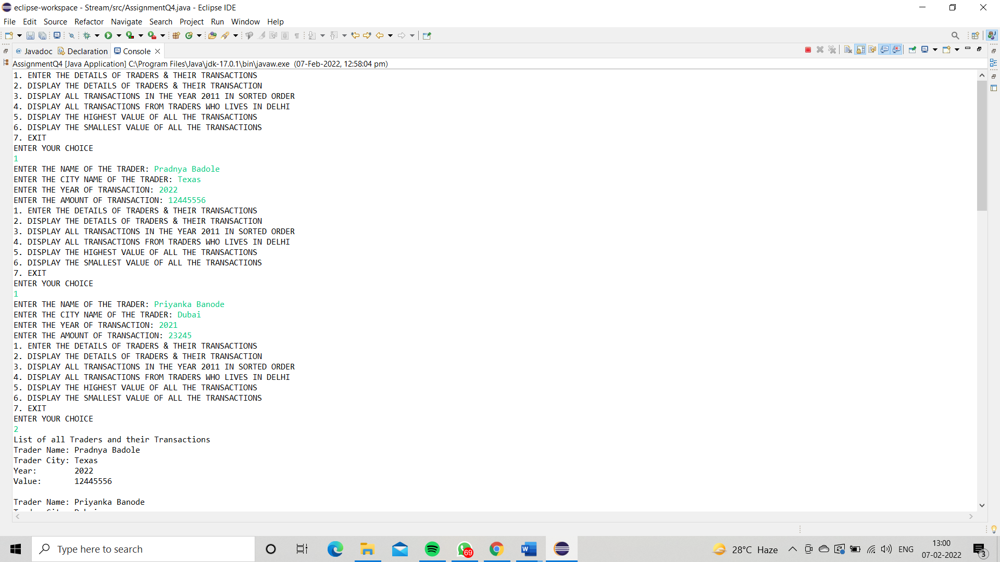 eclipse-workspace - Stream/src/AssignmentQ4.java - Eclipse IDE
File Edit Source Refactor Navigate Search Project Run Window Help
@ Javadoc Declaration Console
AssignmentQ4 [Java Application] C:\Program Files\Java\jdk-17.0.1\bin\javaw.exe (07-Feb-2022, 12:58:04 pm)
1. ENTER THE DETAILS OF TRADERS & THEIR TRANSACTIONS
2. DISPLAY THE DETAILS OF TRADERS & THEIR TRANSACTION
3. DISPLAY ALL TRANSACTIONS IN THE YEAR 2011 IN SORTED ORDER
4. DISPLAY ALL TRANSACTIONS FROM TRADERS WHO LIVES IN DELHI
5. DISPLAY THE HIGHEST VALUE OF ALL THE TRANSACTIONS
6. DISPLAY THE SMALLEST VALUE OF ALL THE TRANSACTIONS
7. EXIT
ENTER YOUR CHOICE
1
ENTER THE NAME OF THE TRADER: Pradnya Badole
ENTER THE CITY NAME OF THE TRADER: Texas
ENTER THE YEAR OF TRANSACTION: 2022
ENTER THE AMOUNT OF TRANSACTION: 12445556
1. ENTER THE DETAILS OF TRADERS & THEIR TRANSACTIONS
2. DISPLAY THE DETAILS OF TRADERS & THEIR TRANSACTION
3. DISPLAY ALL TRANSACTIONS IN THE YEAR 2011 IN SORTED ORDER
4. DISPLAY ALL TRANSACTIONS FROM TRADERS WHO LIVES IN DELHI
5. DISPLAY THE HIGHEST VALUE OF ALL THE TRANSACTIONS
6. DISPLAY THE SMALLEST VALUE OF ALL THE TRANSACTIONS
7. EXIT
ENTER YOUR CHOICE
1
ENTER THE NAME OF THE TRADER: Priyanka Banode
ENTER THE CITY NAME OF THE TRADER: Dubai
ENTER THE YEAR OF TRANSACTION: 2021
ENTER THE AMOUNT OF TRANSACTION: 23245
1. ENTER THE DETAILS OF TRADERS & THEIR TRANSACTIONS
2. DISPLAY THE DETAILS OF TRADERS & THEIR TRANSACTION
3. DISPLAY ALL TRANSACTIONS IN THE YEAR 2011 IN SORTED ORDER
4. DISPLAY ALL TRANSACTIONS FROM TRADERS WHO LIVES IN DELHI
5. DISPLAY THE HIGHEST VALUE OF ALL THE TRANSACTIONS
6. DISPLAY THE SMALLEST VALUE OF ALL THE TRANSACTIONS
7. EXIT
ENTER YOUR CHOICE
2
List of all Traders and their Transactions
Trader Name: Pradnya Badole
Trader City: Texas
Year: 2022
Value: 12445556
Trader Name: Priyanka Banode
Type here to search
69
W
28°C Haze
ENG
13:00
07-02-2022
3